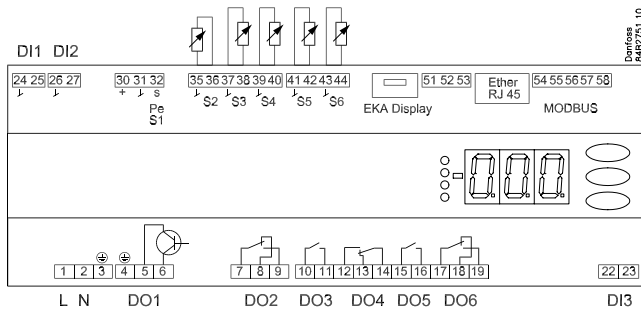 Danfoss
84B2751.10
DI1 DI2
24 25 26 27 30 31 32 35 36 37 38 39 40 41 42 43 44 51 52 53 Ether RJ 45 54 55 56 57 58
+ s
S2 S3 S4 S5 S6
Pe
S1
EKA Display
MODBUS
000
1 2 3 4 5 6 7 8 9 10 11 12 13 14 15 16 17 18 19 22 23
L N DO1 DO2 DO3 DO4 DO5 DO6 DI3